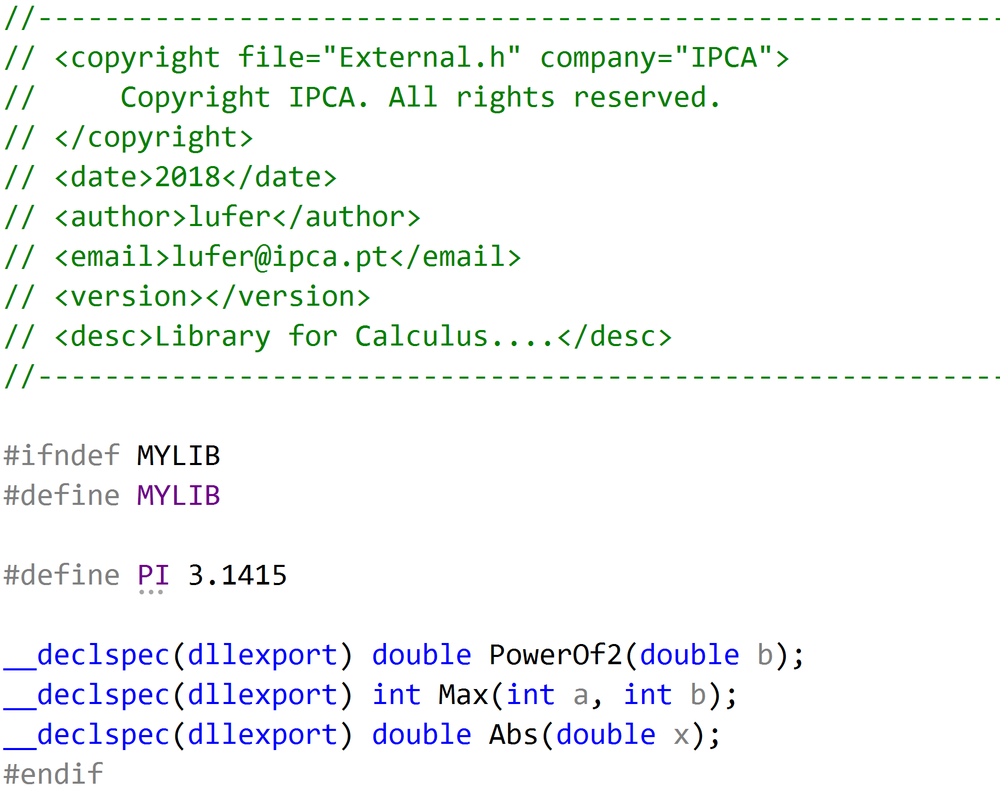 //----------------------------------------------------------
// <copyright file="External.h" company="IPCA">
//     Copyright IPCA. All rights reserved.
// </copyright>
// <date>2018</date>
// <author>lufer</author>
// <email>lufer@ipca.pt</email>
// <version></version>
// <desc>Library for Calculus....</desc>
//----------------------------------------------------------
#ifndef MYLIB
#define MYLIB
#define PI 3.1415
__declspec(dllexport) double PowerOf2(double b);
__declspec(dllexport) int Max(int a, int b);
__declspec(dllexport) double Abs(double x);
#endif